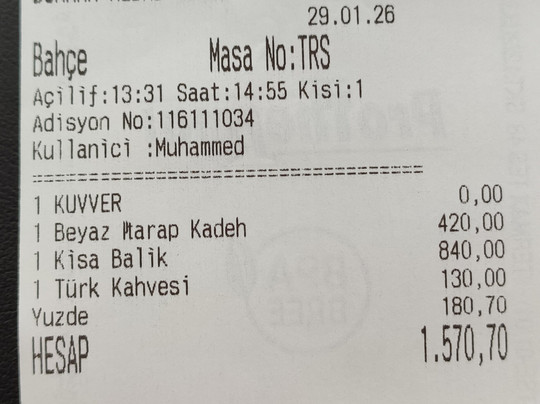 29.01.26
Bahçe Masa No:TRS
Açilif:13:31 Saat:14:55 Kisi:1
Adisyon No:116111034
Kullanici :Muhammed
1 KUVVER 0,00
1 Beyaz Kadeh 420,00
1 Kisa Balik 840,00
1 Türk Kahvesi 130,00
Yuzde 180,70
HESAP 1.570,70